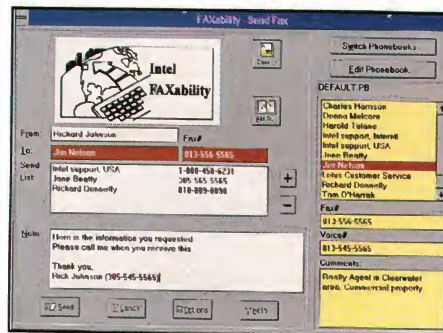 FAXability - Send Fax
Intel
FAXability
From:
Richard Johnson
Fax#
To:
Jim Nelson
813-556-5565
Send
List:
Intel support, USA
1-800-458-6231
Jane Beatty
305 565 5565
Richard Donnelly
818-889-8898
Note:
Here is the information you requested
Please call me when you receive this
Thank you,
Rick Johnson (305-545-5565)
Send
Cancel
Options
Help
Switch Phonebooks
Edit Phonebook
DEFAULT.PB
Charles Harrison
Donna Malcore
Harold Tulane
Intel support, Internl
Intel support, USA
Jane Beatty
Jim Nelson
Lotus Customer Service
Richard Donnelly
Tom O'Harrak
Fax#
813-556-5565
Voice#
813-545-5565
Comments:
Realty Agent in Clearwater
area. Commercial property